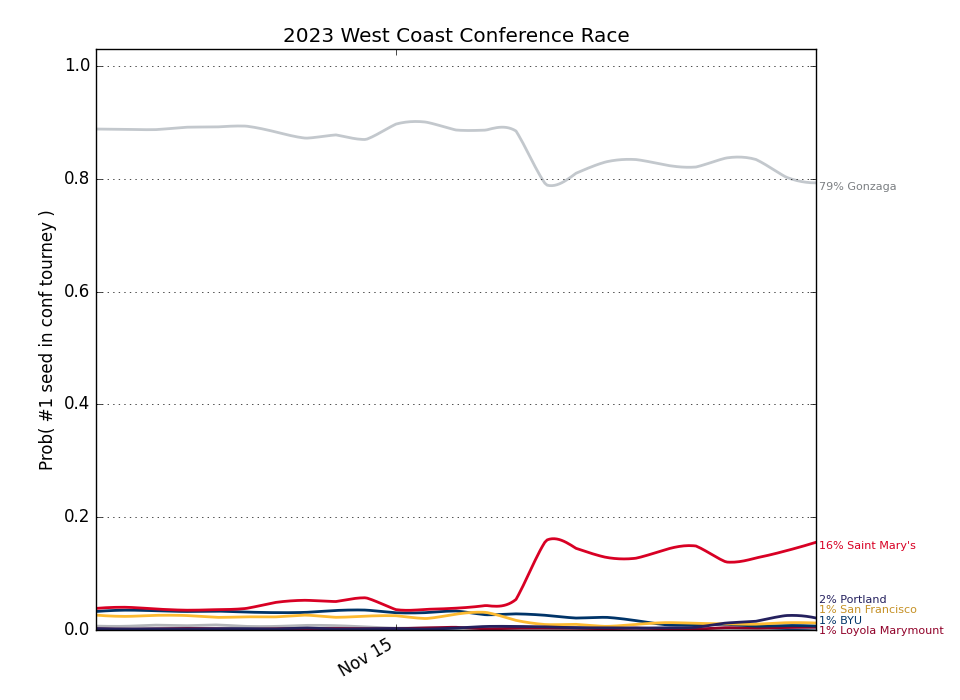 2023 West Coast Conference Race
Prob( #1 seed in conf tourney )
1.0
0.8
0.6
0.4
0.2
0.0
Nov 15
79% Gonzaga
16% Saint Mary's
2% Portland
1% San Francisco
1% BYU
1% Loyola Marymount